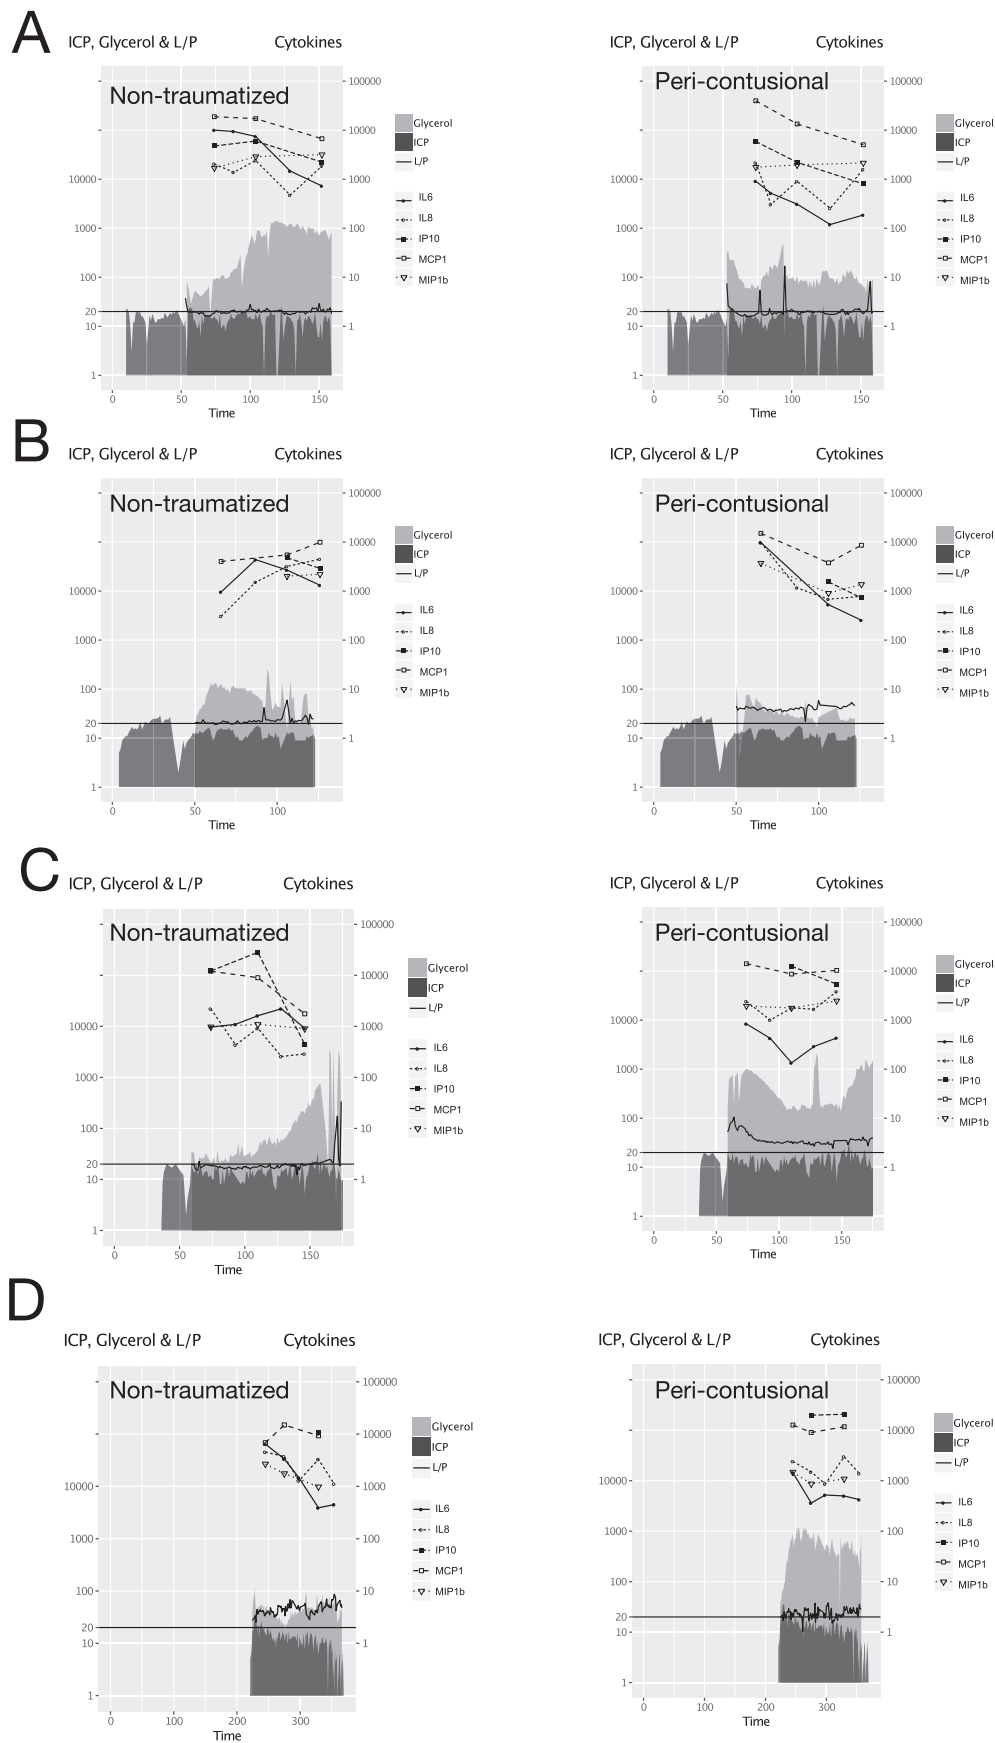 A
ICP, Glycerol & L/P Cytokines
Non-traumatized
100000
10000
1000
100
10
1
10000
1000
100
20
10
1
0 50 100 150
Time
Glycerol
ICP
L/P
IL6
IL8
IP10
MCP1
MIP1b
ICP, Glycerol & L/P Cytokines
Peri-contusional
100000
10000
1000
100
10
1
10000
1000
100
20
10
1
0 50 100 150
Time
Glycerol
ICP
L/P
IL6
IL8
IP10
MCP1
MIP1b
B
ICP, Glycerol & L/P Cytokines
Non-traumatized
100000
10000
1000
100
10
1
10000
1000
100
20
10
1
0 50 100
Time
Glycerol
ICP
L/P
IL6
IL8
IP10
MCP1
MIP1b
ICP, Glycerol & L/P Cytokines
Peri-contusional
100000
10000
1000
100
10
1
10000
1000
100
20
10
1
0 50 100
Time
Glycerol
ICP
L/P
IL6
IL8
IP10
MCP1
MIP1b
C
ICP, Glycerol & L/P Cytokines
Non-traumatized
100000
10000
1000
100
10
1
10000
1000
100
20
10
1
0 50 100 150
Time
Glycerol
ICP
L/P
IL6
IL8
IP10
MCP1
MIP1b
ICP, Glycerol & L/P Cytokines
Peri-contusional
100000
10000
1000
100
10
1
10000
1000
100
20
10
1
0 50 100 150
Time
Glycerol
ICP
L/P
IL6
IL8
IP10
MCP1
MIP1b
D
ICP, Glycerol & L/P Cytokines
Non-traumatized
100000
10000
1000
100
10
1
10000
1000
100
20
10
1
0 100 200 300
Time
Glycerol
ICP
L/P
IL6
IL8
IP10
MCP1
MIP1b
ICP, Glycerol & L/P Cytokines
Peri-contusional
100000
10000
1000
100
10
1
10000
1000
100
20
10
1
0 100 200 300
Time
Glycerol
ICP
L/P
IL6
IL8
IP10
MCP1
MIP1b